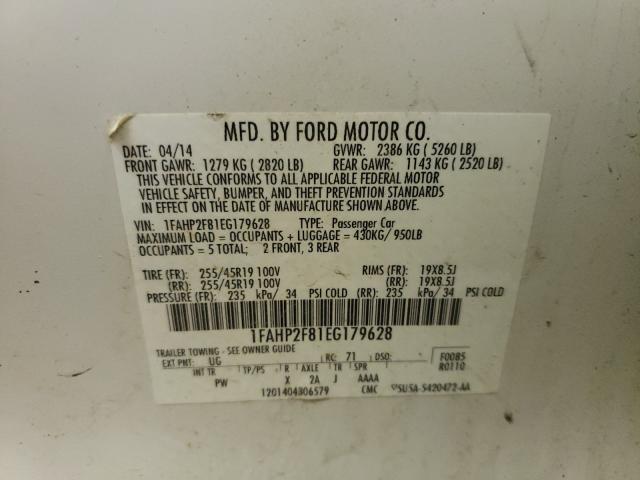 MFD. BY FORD MOTOR CO.
DATE: 04/14 GVWR: 2386 KG ( 5260 LB)
FRONT GAWR: 1279 KG ( 2820 LB) REAR GAWR: 1143 KG ( 2520 LB)
THIS VEHICLE CONFORMS TO ALL APPLICABLE FEDERAL MOTOR
VEHICLE SAFETY, BUMPER, AND THEFT PREVENTION STANDARDS
IN EFFECT ON THE DATE OF MANUFACTURE SHOWN ABOVE.
VIN: 1FAHP2F81EG179628 TYPE: Passenger Car
MAXIMUM LOAD = OCCUPANTS + LUGGAGE = 430KG/ 950LB
OCCUPANTS = 5 TOTAL; 2 FRONT, 3 REAR
TIRE (FR): 255/45R19 100V RIMS (FR): 19X8.5J
(RR): 255/45R19 100V (RR): 19X8.5J
PRESSURE (FR): 235 kPa/ 34 PSI COLD (RR): 235 kPa/ 34 PSI COLD
1FAHP2F81EG179628
TRAILER TOWING - SEE OWNER GUIDE
EXT PNT: UG RC: 71 DSO: F0085
INT TR TP/PS R AXLE TR SPR R0110
PW X 2A J AAAA
1201404306579 CMC 5U5A-5420472-AA